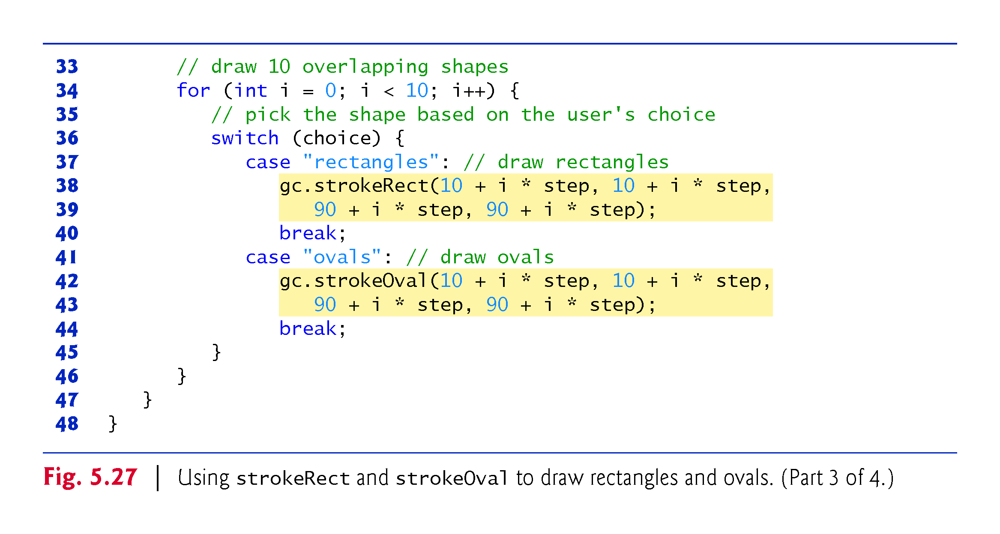 33 // draw 10 overlapping shapes
34 for (int i = 0; i < 10; i++) {
35 // pick the shape based on the user's choice
36 switch (choice) {
37 case "rectangles": // draw rectangles
38 gc.strokeRect(10 + i * step, 10 + i * step,
39 90 + i * step, 90 + i * step);
40 break;
41 case "ovals": // draw ovals
42 gc.strokeOval(10 + i * step, 10 + i * step,
43 90 + i * step, 90 + i * step);
44 break;
45 }
46 }
47 }
48 }
Fig. 5.27 | Using strokeRect and strokeOval to draw rectangles and ovals. (Part 3 of 4.)